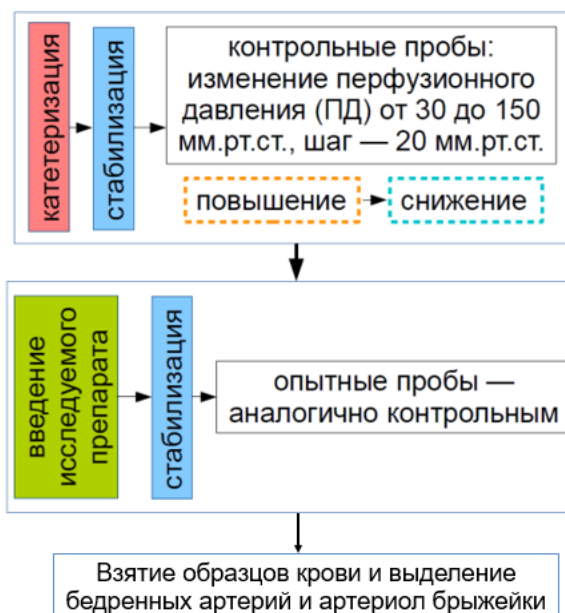 катетеризация
стабилизация
контрольные пробы:
изменение перфузионного
давления (ПД) от 30 до 150
мм.рт.ст., шаг — 20 мм.рт.ст.
повышение
снижение
введение
исследуемого
препарата
стабилизация
опытные пробы —
аналогично контрольным
Взятие образцов крови и выделение
бедренных артерий и артериол брыжейки